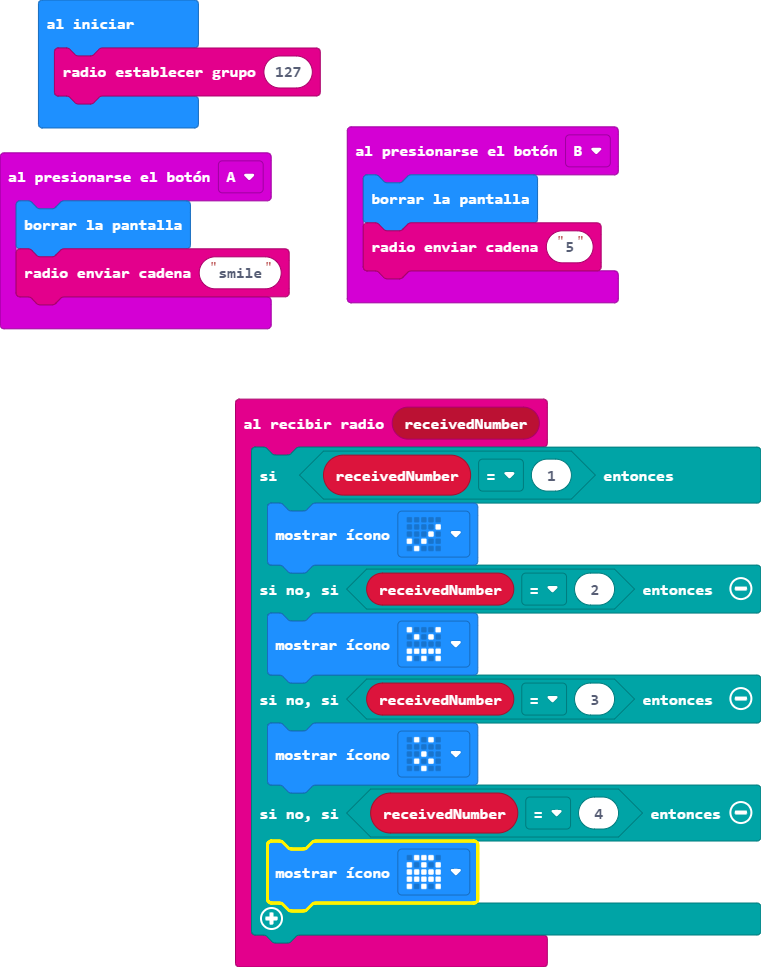 al iniciar
radio establecer grupo 127
al presionarse el botón A
borrar la pantalla
radio enviar cadena "smile"
al presionarse el botón B
borrar la pantalla
radio enviar cadena "5"
al recibir radio receivedNumber
si receivedNumber = 1 entonces
mostrar ícono
si no, si receivedNumber = 2 entonces
mostrar ícono
si no, si receivedNumber = 3 entonces
mostrar ícono
si no, si receivedNumber = 4 entonces
mostrar ícono